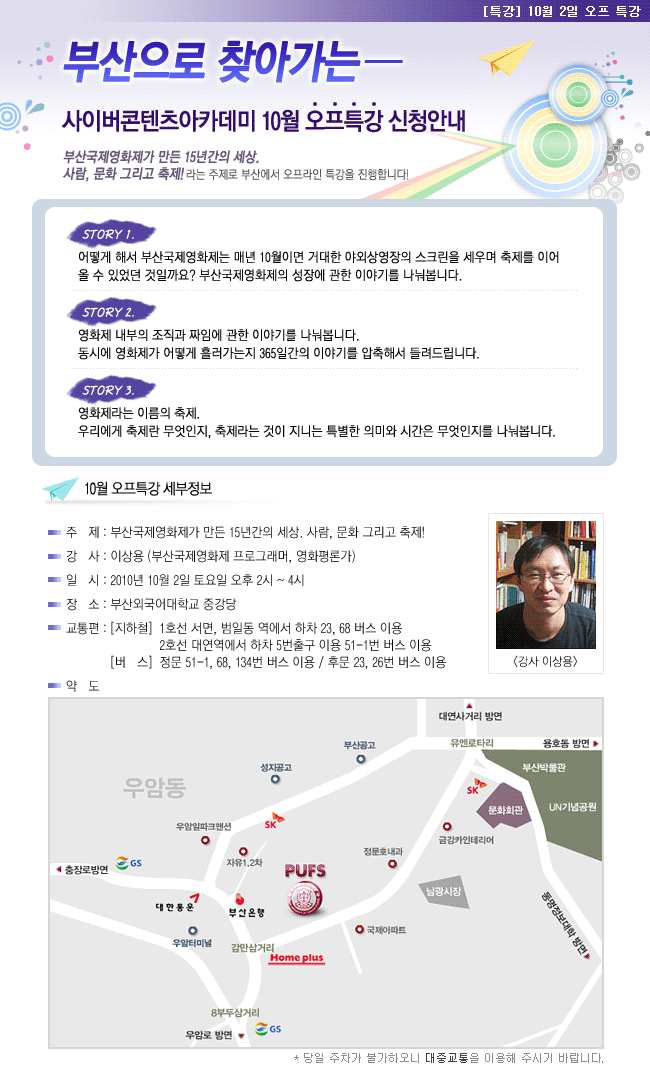 [특강] 10월 2일 오프 특강
부산으로 찾아가는
사이버콘텐츠아카데미 10월 오프특강 신청안내
부산국제영화제가 만든 15년간의 세상.
사람, 문화 그리고 축제! 라는 주제로 부산에서 오프라인 특강을 진행합니다!
STORY 1.
어떻게 해서 부산국제영화제는 매년 10월이면 거대한 야외상영장의 스크린을 세우며 축제를 이어
올 수 있었던 것일까요? 부산국제영화제의 성장에 관한 이야기를 나눠봅니다.
STORY 2.
영화제 내부의 조직과 짜임에 관한 이야기를 나눠봅니다.
동시에 영화제가 어떻게 흘러가는지 365일간의 이야기를 압축해서 들려드립니다.
STORY 3.
영화제라는 이름의 축제.
우리에게 축제란 무엇인지, 축제라는 것이 지니는 특별한 의미와 시간은 무엇인지를 나눠봅니다.
10월 오프특강 세부정보
주 제 : 부산국제영화제가 만든 15년간의 세상. 사람, 문화 그리고 축제!
강 사 : 이상용 (부산국제영화제 프로그래머, 영화평론가)
일 시 : 2010년 10월 2일 토요일 오후 2시 ~ 4시
장 소 : 부산외국어대학교 중강당
교통편 : [지하철] 1호선 서면, 범일동 역에서 하차 23, 68 버스 이용
2호선 대연역에서 하차 5번출구 이용 51-1번 버스 이용
[버 스] 정문 51-1, 68, 134번 버스 이용 / 후문 23, 26번 버스 이용
<강사 이상용>
약 도
대연사거리 방면
부산공고
유엔로타리
용호동 방면
성지공고
부산박물관
우암동
SK
문화회관
UN기념공원
우암일파크맨션
SK
금강카인테리어
정문호내과
자유1,2차
GS
충장로방면
PUFS
남광시장
대한통운
부산은행
동명정보대학 방면
우암터미널
감만삼거리
국제아파트
Home plus
8부두삼거리
우암로 방면
GS
* 당일 주차가 불가하오니 대중교통을 이용해 주시기 바랍니다.